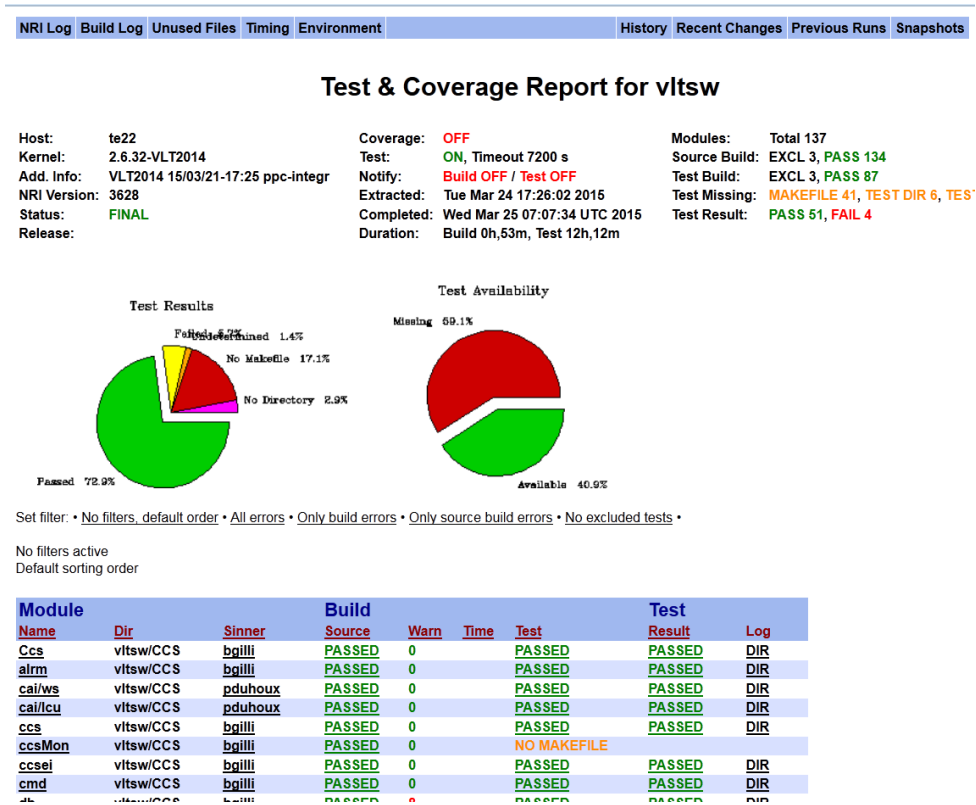 NRI Log Build Log Unused Files Timing Environment History Recent Changes Previous Runs Snapshots
Test & Coverage Report for vltsw
Host: te22
Kernel: 2.6.32-VLT2014
Add. Info: VLT2014 15/03/21-17:25 ppc-integr
NRI Version: 3628
Status: FINAL
Release:
Coverage: OFF
Test: ON, Timeout 7200 s
Notify: Build OFF / Test OFF
Extracted: Tue Mar 24 17:26:02 2015
Completed: Wed Mar 25 07:07:34 UTC 2015
Duration: Build 0h,53m, Test 12h,12m
Modules: Total 137
Source Build: EXCL 3, PASS 134
Test Build: EXCL 3, PASS 87
Test Missing: MAKEFILE 41, TEST DIR 6, TEST
Test Result: PASS 51, FAIL 4
Test Results
Failed 5.7%
Undetermined 1.4%
No Makefile 17.1%
No Directory 2.9%
Passed 72.9%
Test Availability
Missing 59.1%
Available 40.9%
Set filter: • No filters, default order • All errors • Only build errors • Only source build errors • No excluded tests •
No filters active
Default sorting order
Module Build Test
Name Dir Sinner Source Warn Time Test Result Log
Ccs vltsw/CCS bgilli PASSED 0 PASSED PASSED DIR
alrm vltsw/CCS bgilli PASSED 0 PASSED PASSED DIR
cai/ws vltsw/CCS pduhoux PASSED 0 PASSED PASSED DIR
cai/lcu vltsw/CCS pduhoux PASSED 0 PASSED PASSED DIR
ccs vltsw/CCS bgilli PASSED 0 PASSED PASSED DIR
ccsMon vltsw/CCS bgilli PASSED 0 NO MAKEFILE
ccsei vltsw/CCS bgilli PASSED 0 PASSED PASSED DIR
cmd vltsw/CCS bgilli PASSED 0 PASSED PASSED DIR
db vltsw/CCS bgilli PASSED PASSED PASSED DIR